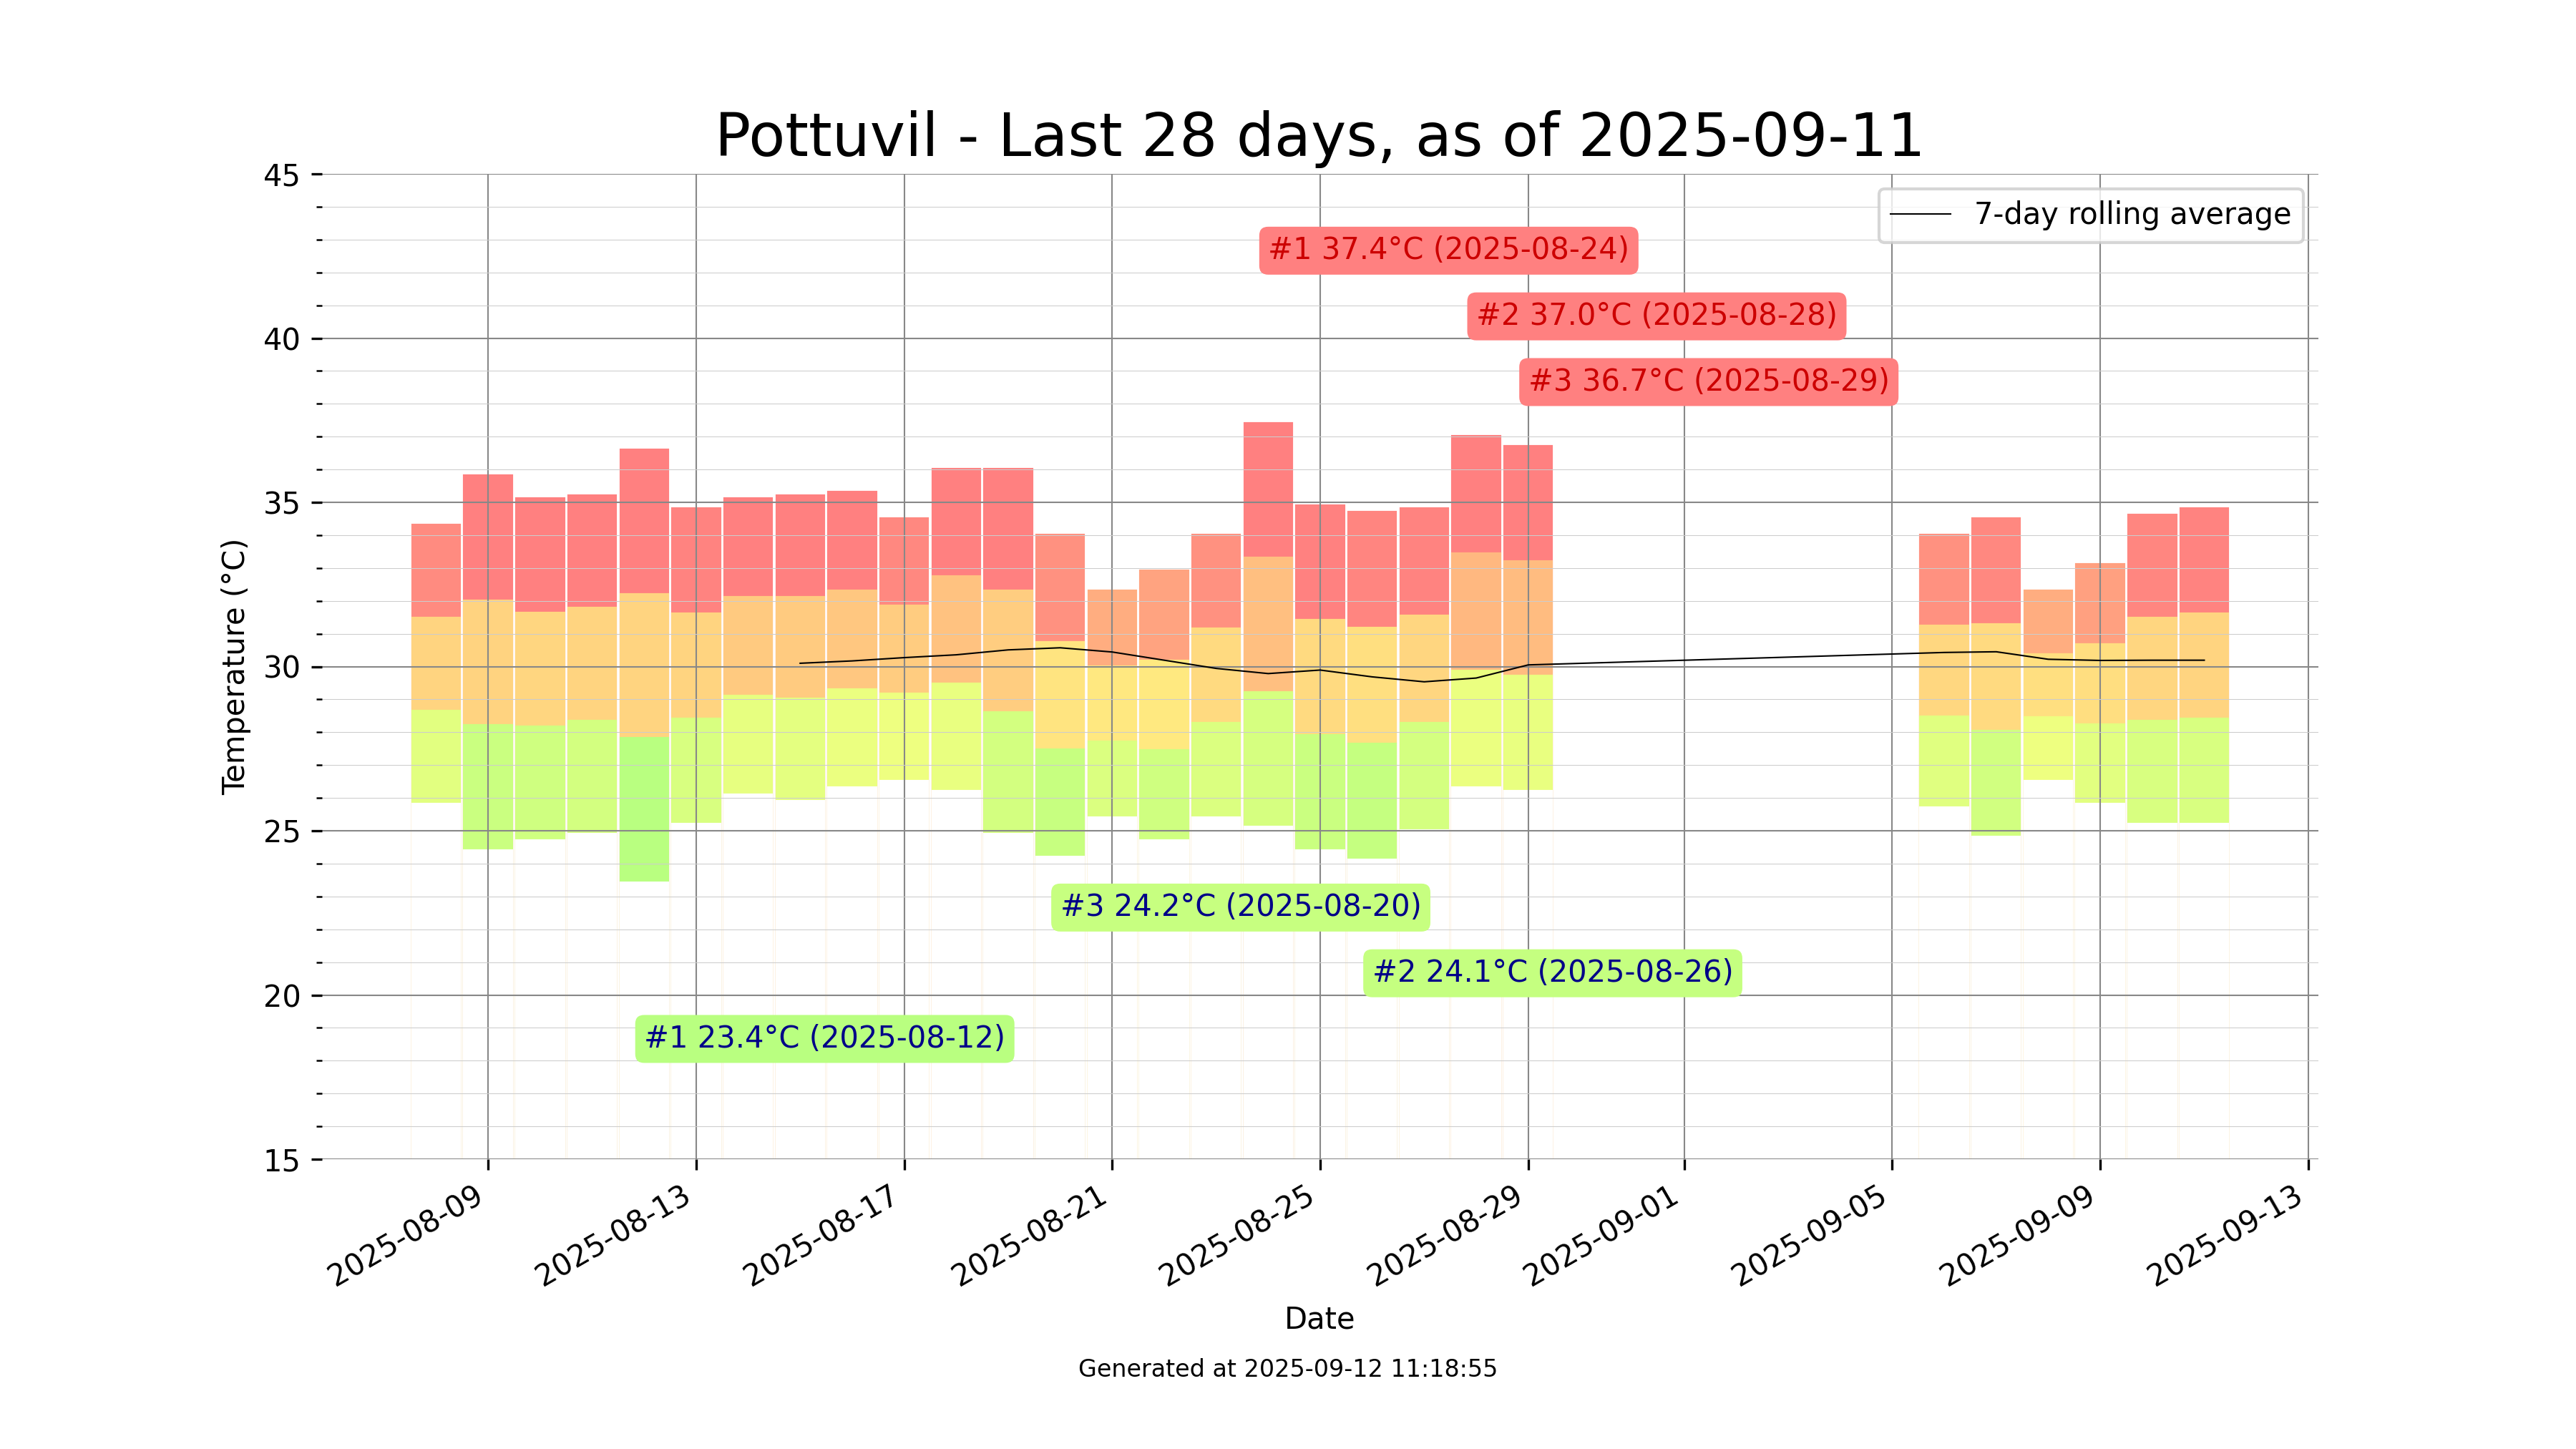 Pottuvil - Last 28 days, as of 2025-09-11
7-day rolling average
#1 37.4°C (2025-08-24)
#2 37.0°C (2025-08-28)
#3 36.7°C (2025-08-29)
#3 24.2°C (2025-08-20)
#2 24.1°C (2025-08-26)
#1 23.4°C (2025-08-12)
Temperature (°C)
45
40
35
30
25
20
15
2025-08-09
2025-08-13
2025-08-17
2025-08-21
2025-08-25
2025-08-29
2025-09-01
2025-09-05
2025-09-09
2025-09-13
Date
Generated at 2025-09-12 11:18:55